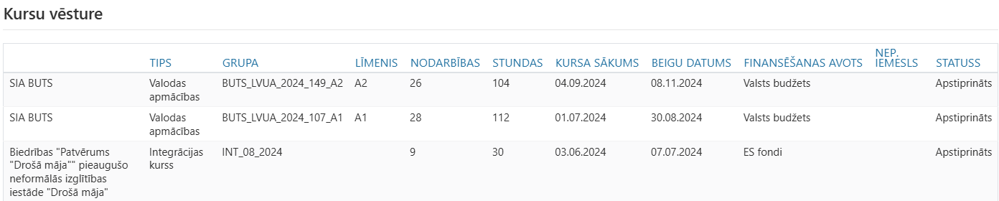 Kursu vēsture
TIPS GRUPA LĪMENIS NODARBĪBAS STUNDAS KURSA SĀKUMS BEIGU DATUMS FINANSĒŠANAS AVOTS NEP. IEMESLS STATUSS
SIA BUTS Valodas apmācības BUTS_LVUA_2024_149_A2 A2 26 104 04.09.2024 08.11.2024 Valsts budžets Apstiprināts
SIA BUTS Valodas apmācības BUTS_LVUA_2024_107_A1 A1 28 112 01.07.2024 30.08.2024 Valsts budžets Apstiprināts
Biedrības "Patvērums "Drošā māja"" pieaugušo neformālās izglītības iestāde "Drošā māja" Integrācijas kurss INT_08_2024 9 30 03.06.2024 07.07.2024 ES fondi Apstiprināts